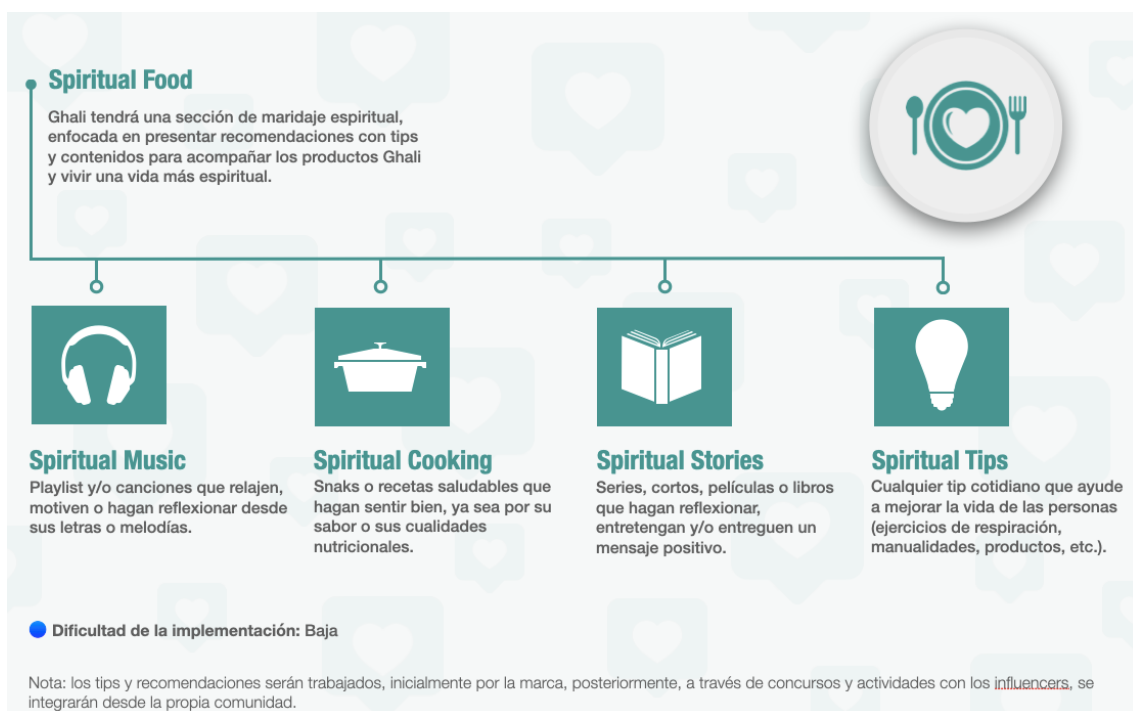 Spiritual Food
Ghali tendrá una sección de maridaje espiritual,
enfocada en presentar recomendaciones con tips
y contenidos para acompañar los productos Ghali
y vivir una vida más espiritual.
Spiritual Music
Playlist y/o canciones que relajen,
motiven o hagan reflexionar desde
sus letras o melodías.
Spiritual Cooking
Snaks o recetas saludables que
hagan sentir bien, ya sea por su
sabor o sus cualidades
nutricionales.
Spiritual Stories
Series, cortos, películas o libros
que hagan reflexionar,
entretengan y/o entreguen un
mensaje positivo.
Spiritual Tips
Cualquier tip cotidiano que ayude
a mejorar la vida de las personas
(ejercicios de respiración,
manualidades, productos, etc.).
Dificultad de la implementación: Baja
Nota: los tips y recomendaciones serán trabajados, inicialmente por la marca, posteriormente, a través de concursos y actividades con los influencers, se
integrarán desde la propia comunidad.